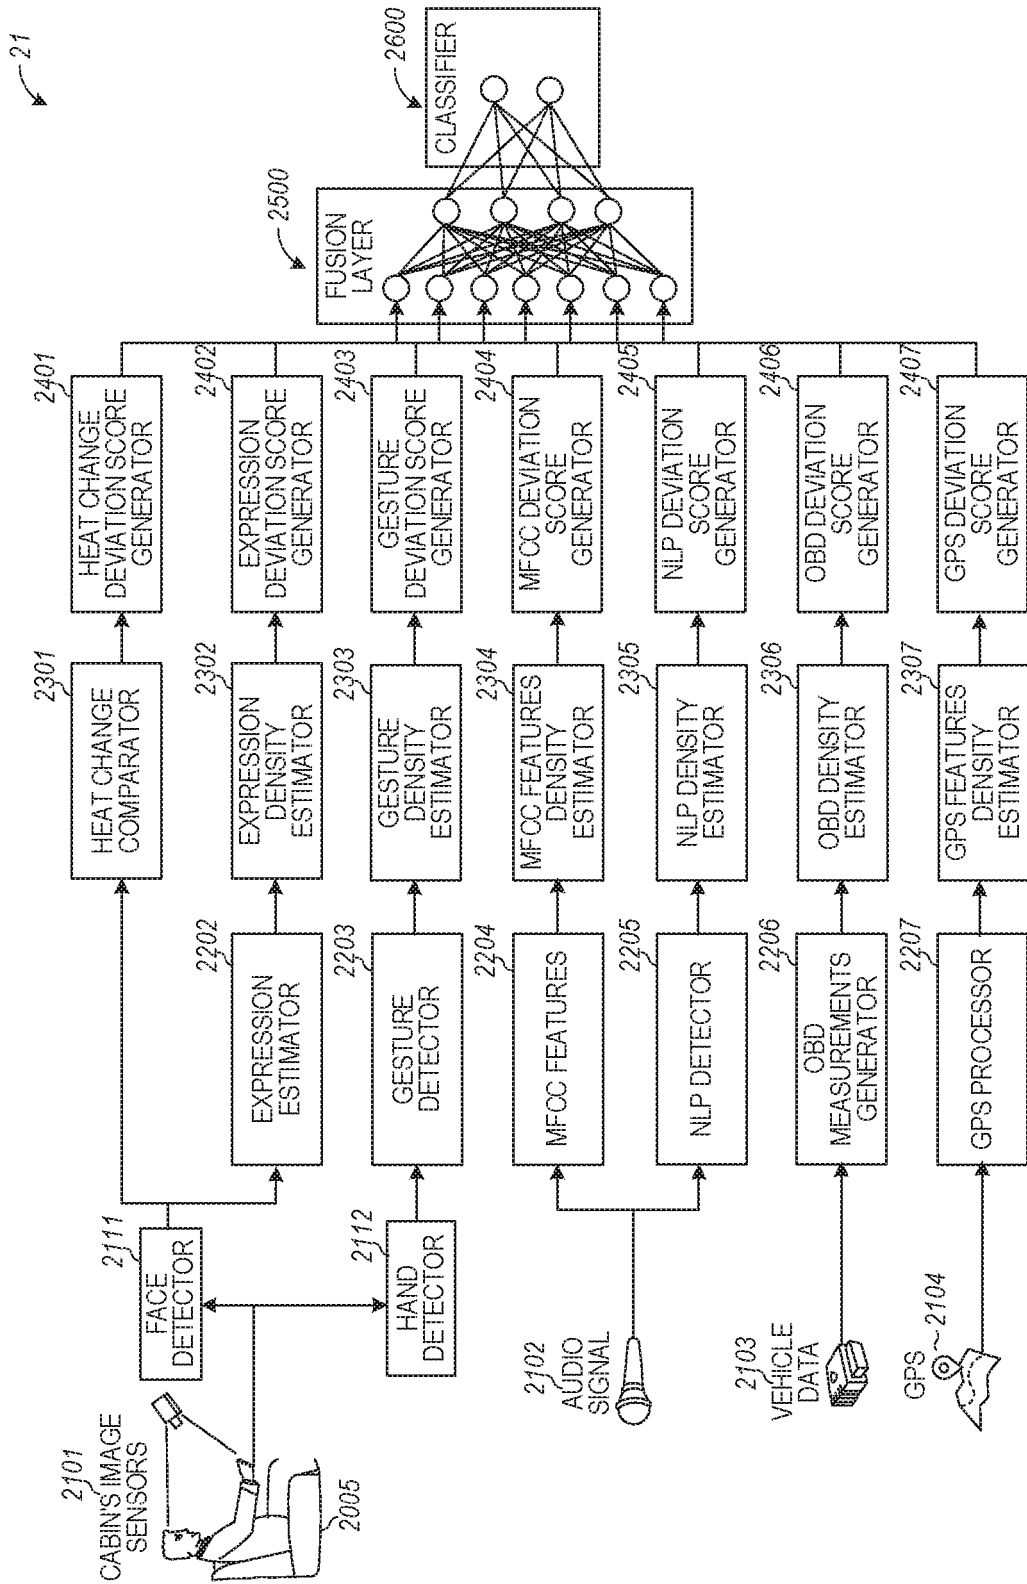 21
2101
CABIN'S IMAGE
SENSORS
2005
2111
FACE
DETECTOR
2112
HAND
DETECTOR
2102
AUDIO
SIGNAL
2103
VEHICLE
DATA
GPS
2104
2202
EXPRESSION
ESTIMATOR
2203
GESTURE
DETECTOR
2204
MFCC FEATURES
2205
NLP DETECTOR
2206
OBD
MEASUREMENTS
GENERATOR
2207
GPS PROCESSOR
2301
HEAT CHANGE
COMPARATOR
2302
EXPRESSION
DENSITY
ESTIMATOR
2303
GESTURE
DENSITY
ESTIMATOR
2304
MFCC FEATURES
DENSITY
ESTIMATOR
2305
NLP DENSITY
ESTIMATOR
2306
OBD DENSITY
ESTIMATOR
2307
GPS FEATURES
DENSITY
ESTIMATOR
2401
HEAT CHANGE
DEVIATION SCORE
GENERATOR
2402
EXPRESSION
DEVIATION SCORE
GENERATOR
2403
GESTURE
DEVIATION SCORE
GENERATOR
2404
MFCC DEVIATION
SCORE
GENERATOR
2405
NLP DEVIATION
SCORE
GENERATOR
2406
OBD DEVIATION
SCORE
GENERATOR
2407
GPS DEVIATION
SCORE
GENERATOR
2500
FUSION
LAYER
2600
CLASSIFIER